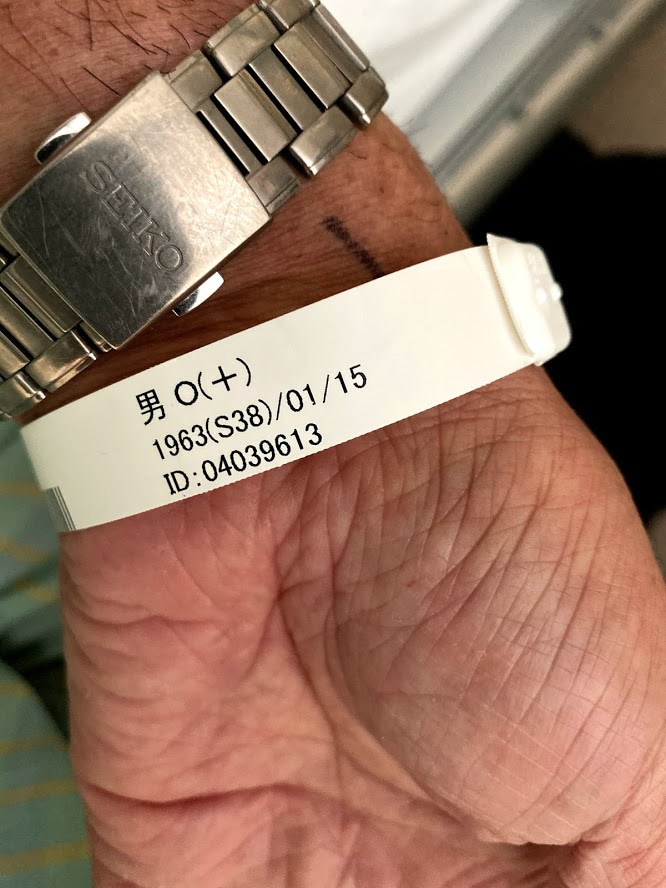 SEIKO
男 O(+)
1963(S38)/01/15
ID:04039613